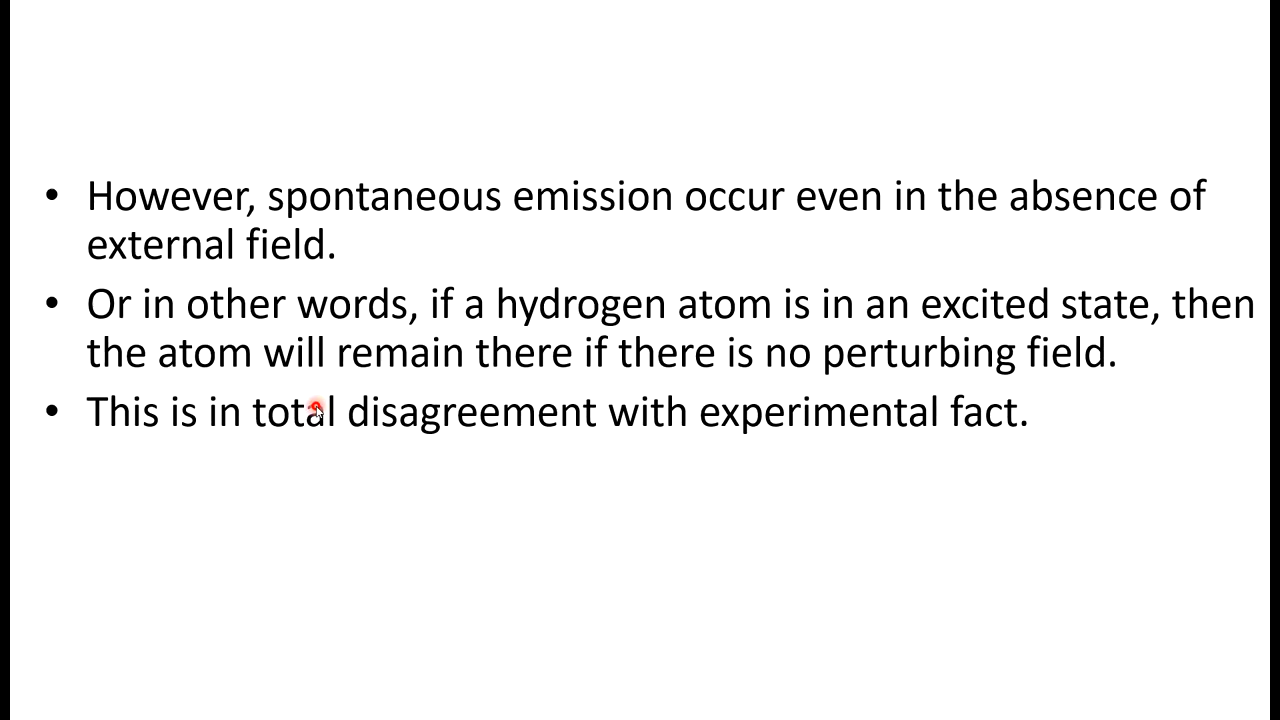 • However, spontaneous emission occur even in the absence of
external field.
• Or in other words, if a hydrogen atom is in an excited state, then
the atom will remain there if there is no perturbing field.
• This is in total disagreement with experimental fact.